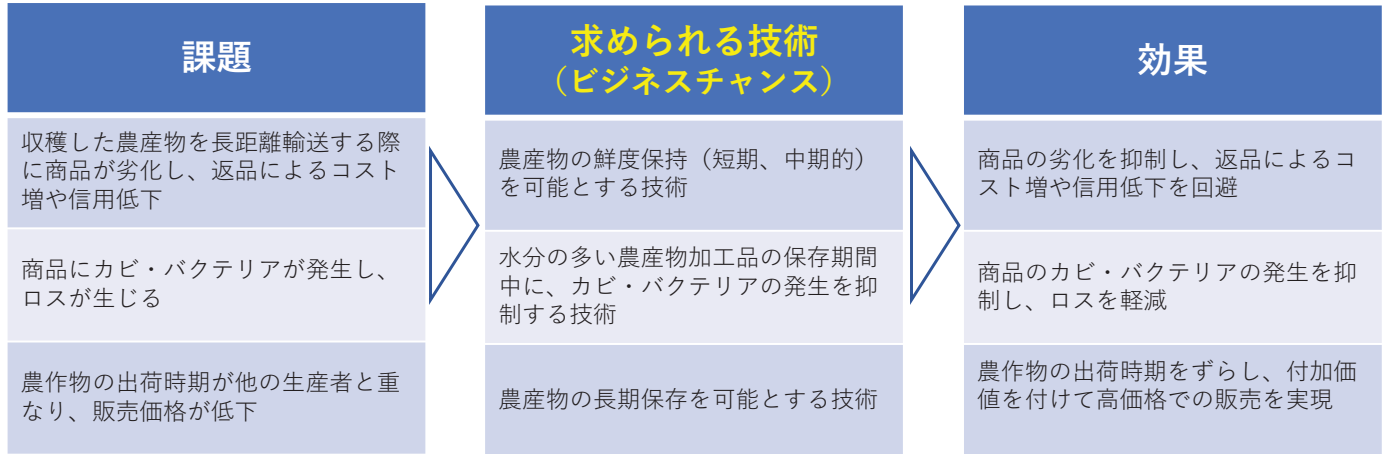 課題
収穫した農産物を長距離輸送する際
に商品が劣化し、返品によるコスト
増や信用低下
商品にカビ・バクテリアが発生し、
ロスが生じる
農作物の出荷時期が他の生産者と重
なり、販売価格が低下
求められる技術
（ビジネスチャンス）
農産物の鮮度保持（短期、中期的）
を可能とする技術
水分の多い農産物加工品の保存期間
中に、カビ・バクテリアの発生を抑
制する技術
農産物の長期保存を可能とする技術
効果
商品の劣化を抑制し、返品によるコ
スト増や信用低下を回避
商品のカビ・バクテリアの発生を抑
制し、ロスを軽減
農作物の出荷時期をずらし、付加価
値を付けて高価格での販売を実現